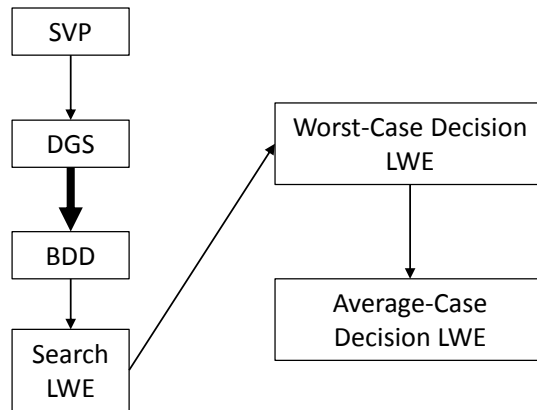 SVP
DGS
BDD
Search
LWE
Worst-Case Decision
LWE
Average-Case
Decision LWE